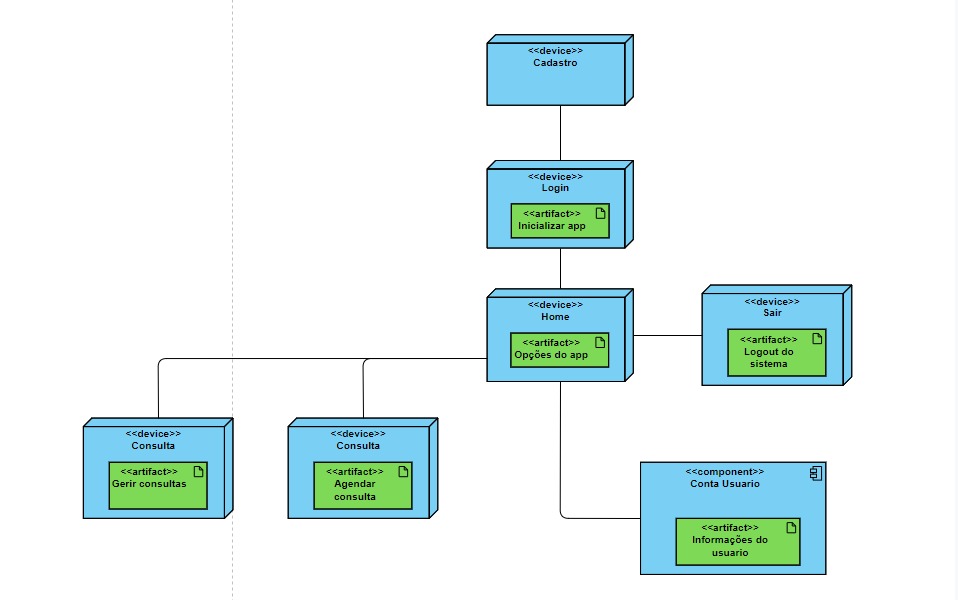 <<device>>
Cadastro
<<device>>
Login
<<artifact>>
Inicializar app
<<device>>
Home
<<artifact>>
Opções do app
<<device>>
Sair
<<artifact>>
Logout do
sistema
<<device>>
Consulta
<<artifact>>
Gerir consultas
<<device>>
Consulta
<<artifact>>
Agendar
consulta
<<component>>
Conta Usuario
<<artifact>>
Informações do
usuario